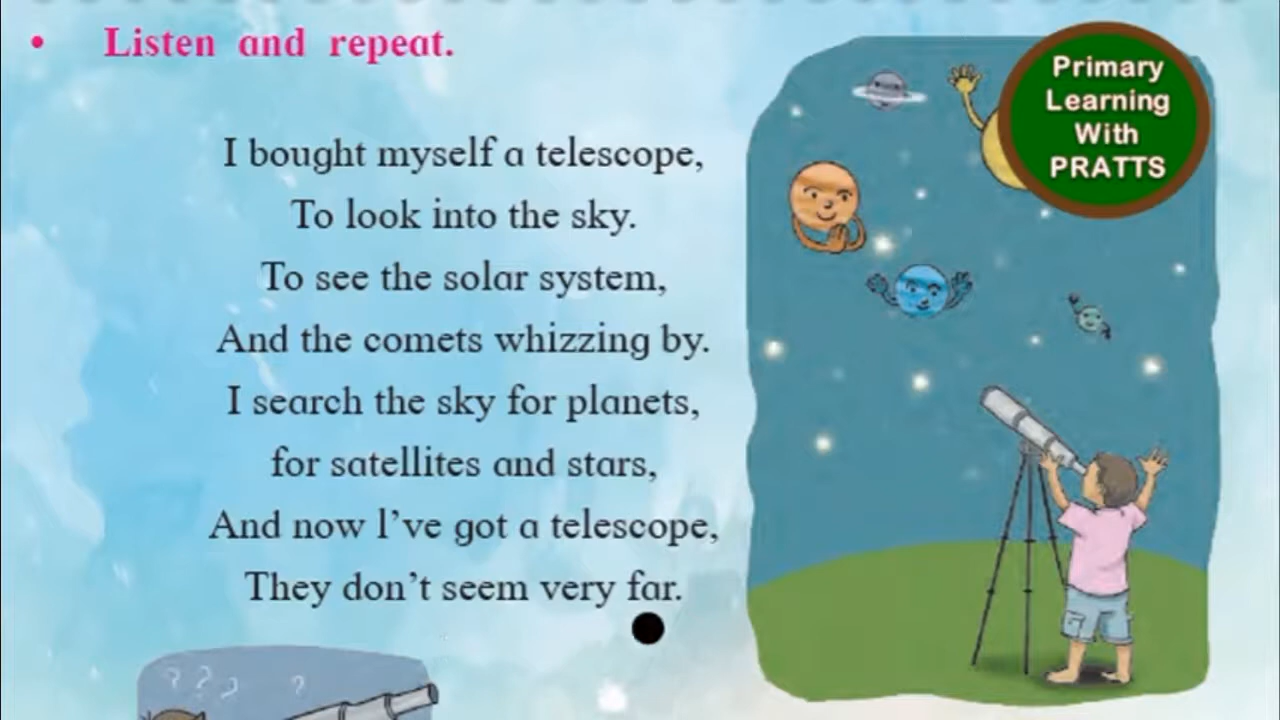 • Listen and repeat.
I bought myself a telescope,
To look into the sky.
To see the solar system,
And the comets whizzing by.
I search the sky for planets,
for satellites and stars,
And now I've got a telescope,
They don't seem very far.
Primary
Learning
With
PRATTS
? ? ? ?